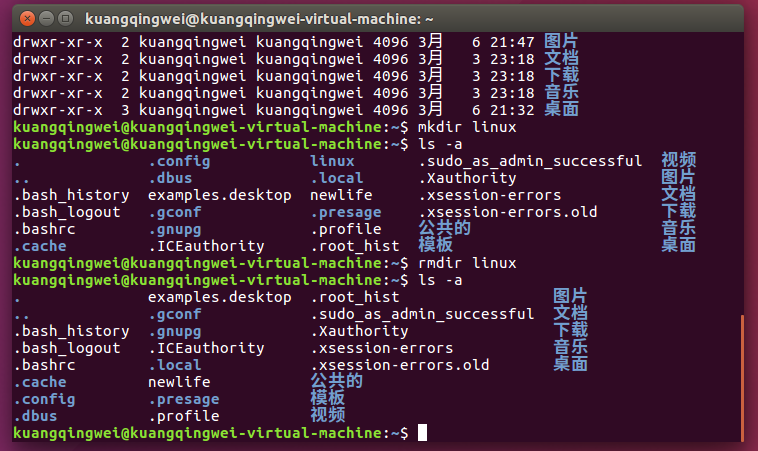 kuangqingwei@kuangqingwei-virtual-machine: ~
drwxr-xr-x  2 kuangqingwei kuangqingwei 4096 3月   6 21:47 图片
drwxr-xr-x  2 kuangqingwei kuangqingwei 4096 3月   3 23:18 文档
drwxr-xr-x  2 kuangqingwei kuangqingwei 4096 3月   3 23:18 下载
drwxr-xr-x  2 kuangqingwei kuangqingwei 4096 3月   3 23:18 音乐
drwxr-xr-x  3 kuangqingwei kuangqingwei 4096 3月   6 21:32 桌面
kuangqingwei@kuangqingwei-virtual-machine:~$ mkdir linux
kuangqingwei@kuangqingwei-virtual-machine:~$ ls -a
.              .config           linux       .sudo_as_admin_successful  视频
..             .dbus             .local      .Xauthority                图片
.bash_history  examples.desktop  newlife     .xsession-errors           文档
.bash_logout   .gconf            .presage    .xsession-errors.old       下载
.bashrc        .gnupg            .profile    公共的                     音乐
.cache         .ICEauthority     .root_hist  模板                       桌面
kuangqingwei@kuangqingwei-virtual-machine:~$ rmdir linux
kuangqingwei@kuangqingwei-virtual-machine:~$ ls -a
.              examples.desktop  .root_hist                 图片
..             .gconf            .sudo_as_admin_successful  文档
.bash_history  .gnupg            .Xauthority                下载
.bash_logout   .ICEauthority     .xsession-errors           音乐
.bashrc        .local            .xsession-errors.old       桌面
.cache         newlife           公共的
.config        .presage          模板
.dbus          .profile          视频
kuangqingwei@kuangqingwei-virtual-machine:~$